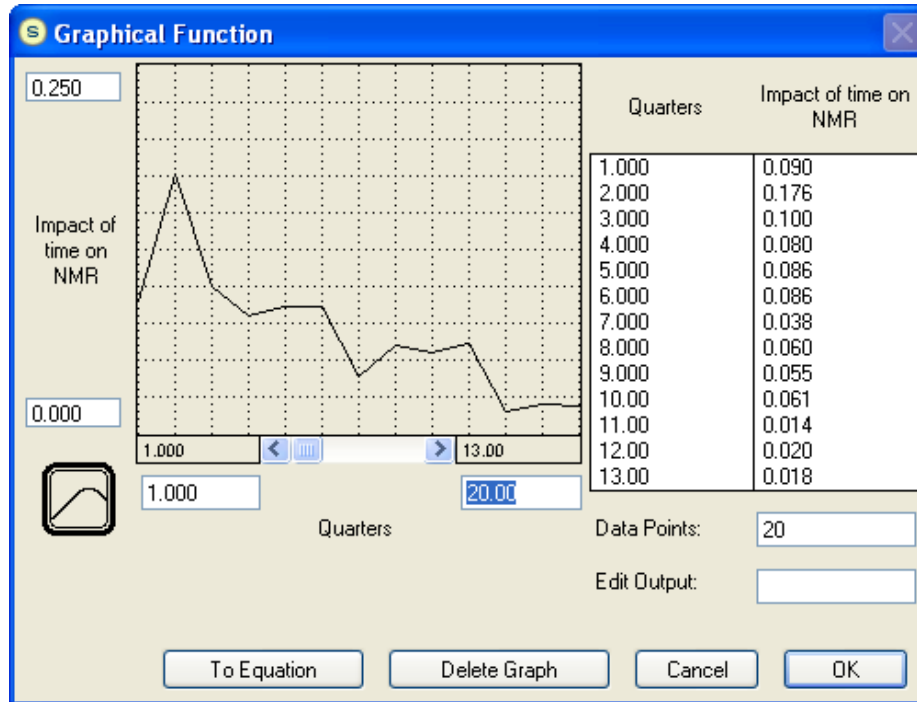 S Graphical Function
0.250
Impact of
time on
NMR
0.000
1.000 13.00
1.000 20.00
Quarters
Quarters Impact of time on
NMR
1.000 0.090
2.000 0.176
3.000 0.100
4.000 0.080
5.000 0.086
6.000 0.086
7.000 0.038
8.000 0.060
9.000 0.055
10.00 0.061
11.00 0.014
12.00 0.020
13.00 0.018
Data Points: 20
Edit Output:
To Equation Delete Graph Cancel OK